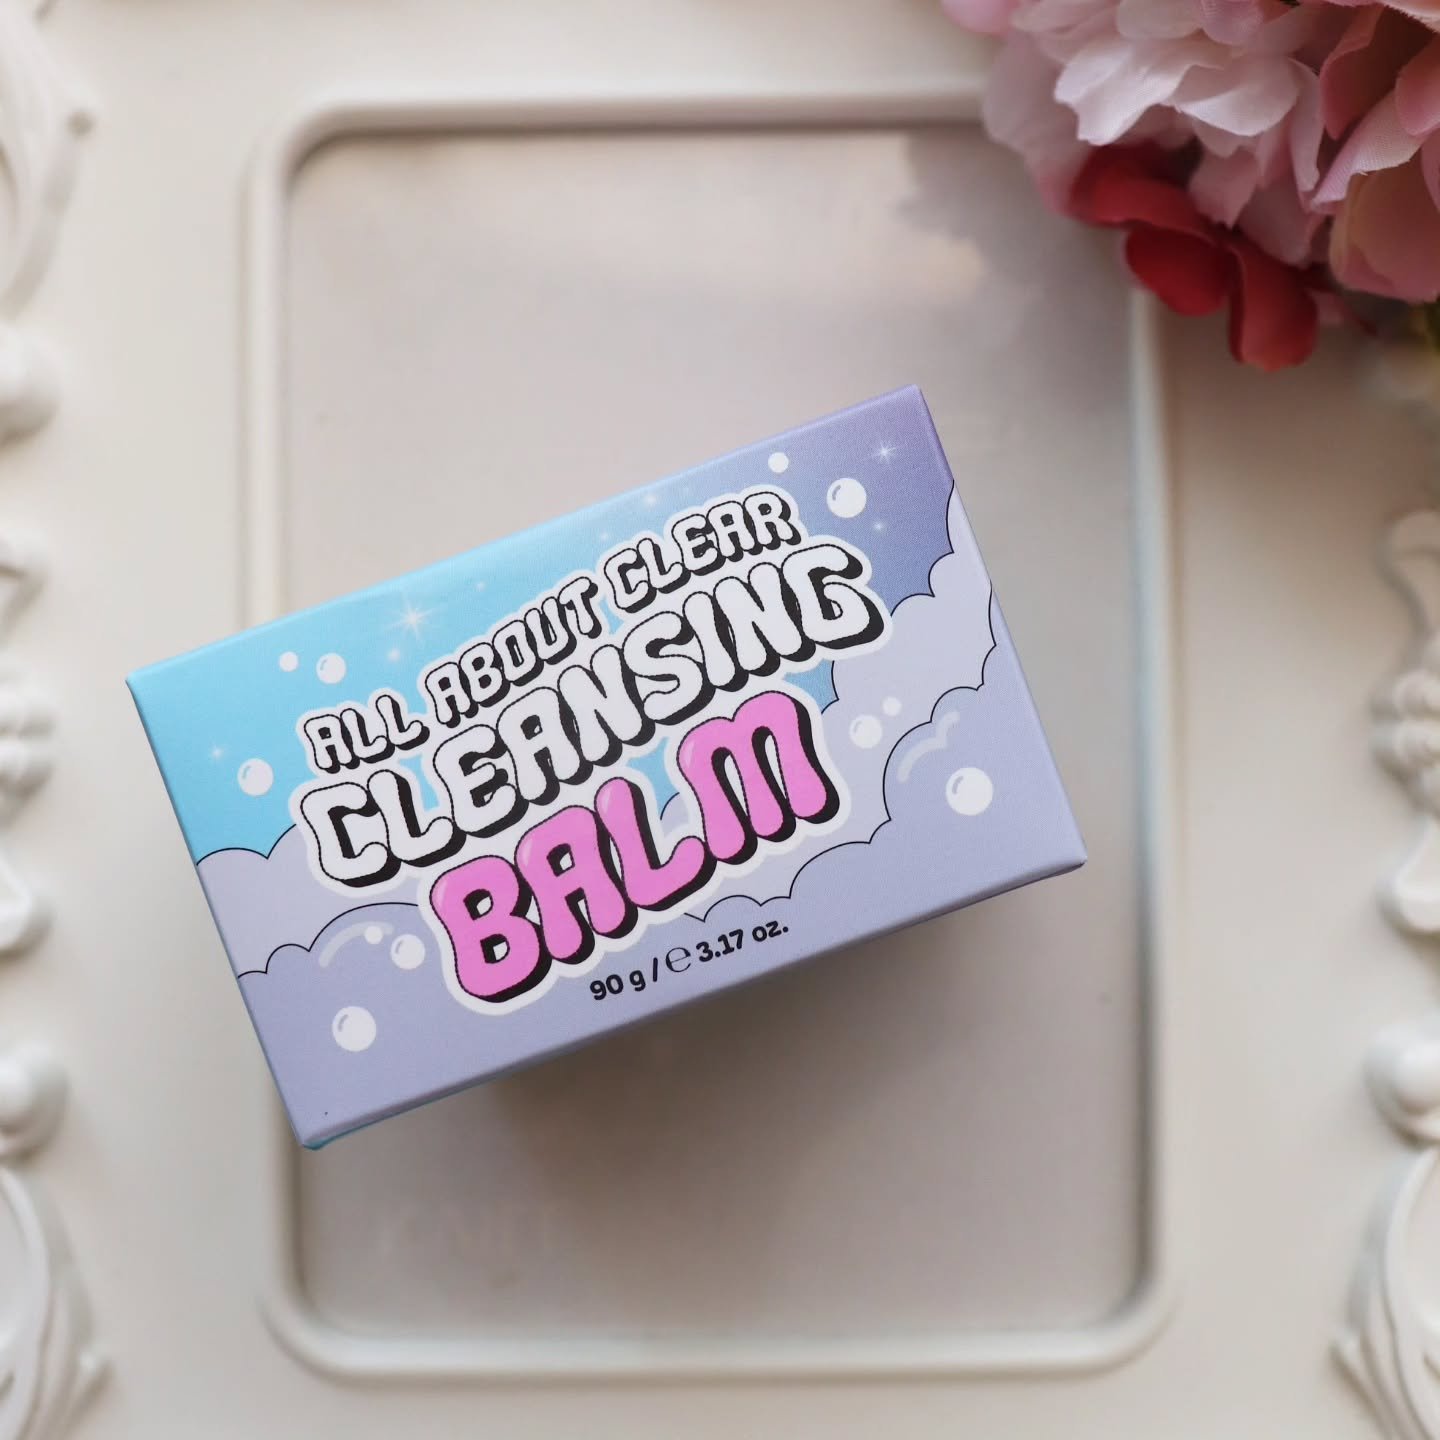 ALL ABOUT CLEAR
CLEANSING
BALM
90 g / ℮ 3.17 oz.